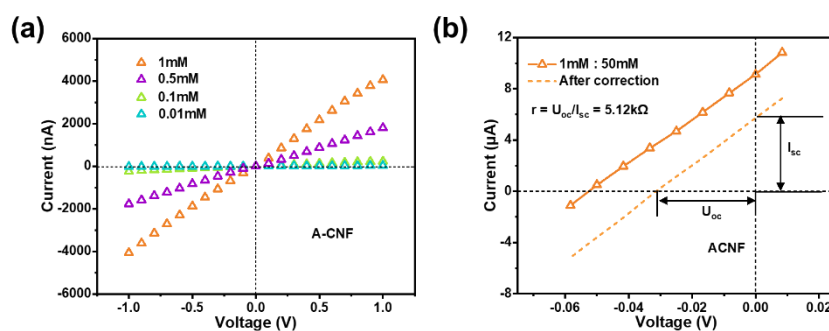 (a)
6000
4000
2000
0
-2000
-4000
-6000
Current (nA)
1mM
0.5mM
0.1mM
0.01mM
A-CNF
-1.0 -0.5 0.0 0.5 1.0
Voltage (V)
(b)
12
8
4
0
-4
-8
Current (μA)
1mM : 50mM
After correction
r = Uoc/Isc = 5.12kΩ
Isc
Uoc
ACNF
-0.06 -0.04 -0.02 0.00 0.02
Voltage (V)